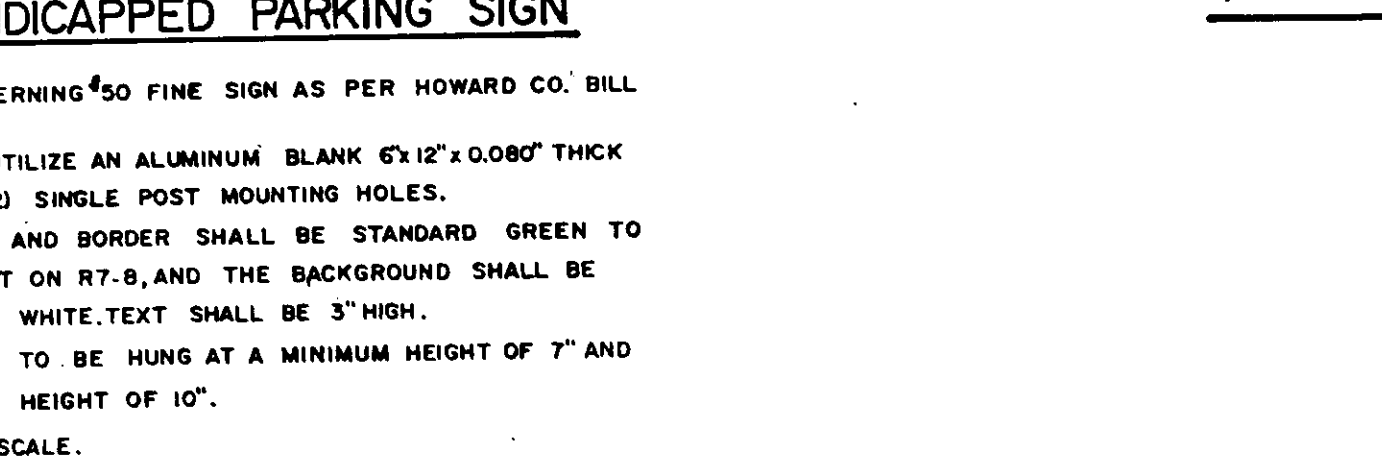 NDICAPPED PARKING SIGN
ERNING $50 FINE SIGN AS PER HOWARD CO. BILL
TILIZE AN ALUMINUM BLANK 6"x 12"x 0.080" THICK
2) SINGLE POST MOUNTING HOLES.
AND BORDER SHALL BE STANDARD GREEN TO
T ON R7-8, AND THE BACKGROUND SHALL BE
WHITE. TEXT SHALL BE 3" HIGH.
TO BE HUNG AT A MINIMUM HEIGHT OF 7" AND
HEIGHT OF 10".
SCALE.